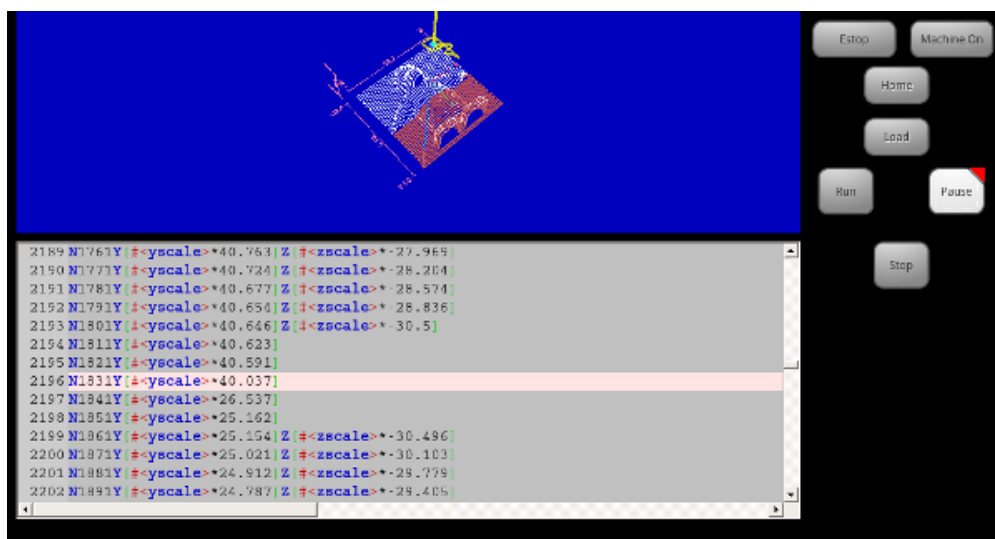 Estop
Machine On
Home
Load
Run
Pause
Stop
2189 N1761Y[#<yscale>*40.763]Z[#<zscale>*-27.969]
2190 N1771Y[#<yscale>*40.724]Z[#<zscale>*-28.204]
2191 N1781Y[#<yscale>*40.677]Z[#<zscale>*-28.574]
2192 N1791Y[#<yscale>*40.654]Z[#<zscale>*-28.836]
2193 N1801Y[#<yscale>*40.646]Z[#<zscale>*-30.5]
2194 N1811Y[#<yscale>*40.623]
2195 N1821Y[#<yscale>*40.591]
2196 N1831Y[#<yscale>*40.037]
2197 N1841Y[#<yscale>*26.537]
2198 N1851Y[#<yscale>*25.162]
2199 N1861Y[#<yscale>*25.154]Z[#<zscale>*-30.496]
2200 N1871Y[#<yscale>*25.021]Z[#<zscale>*-30.103]
2201 N1881Y[#<yscale>*24.912]Z[#<zscale>*-29.779]
2202 N1891Y[#<yscale>*24.787]Z[#<zscale>*-29.405]